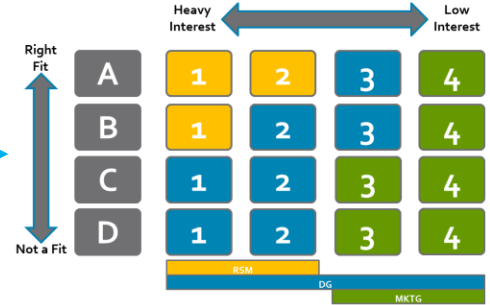 Heavy
Interest
Low
Interest
Right
Fit
A 1 2 3 4
B 1 2 3 4
C 1 2 3 4
D 1 2 3 4
Not a Fit
RSM
DG
MKTG